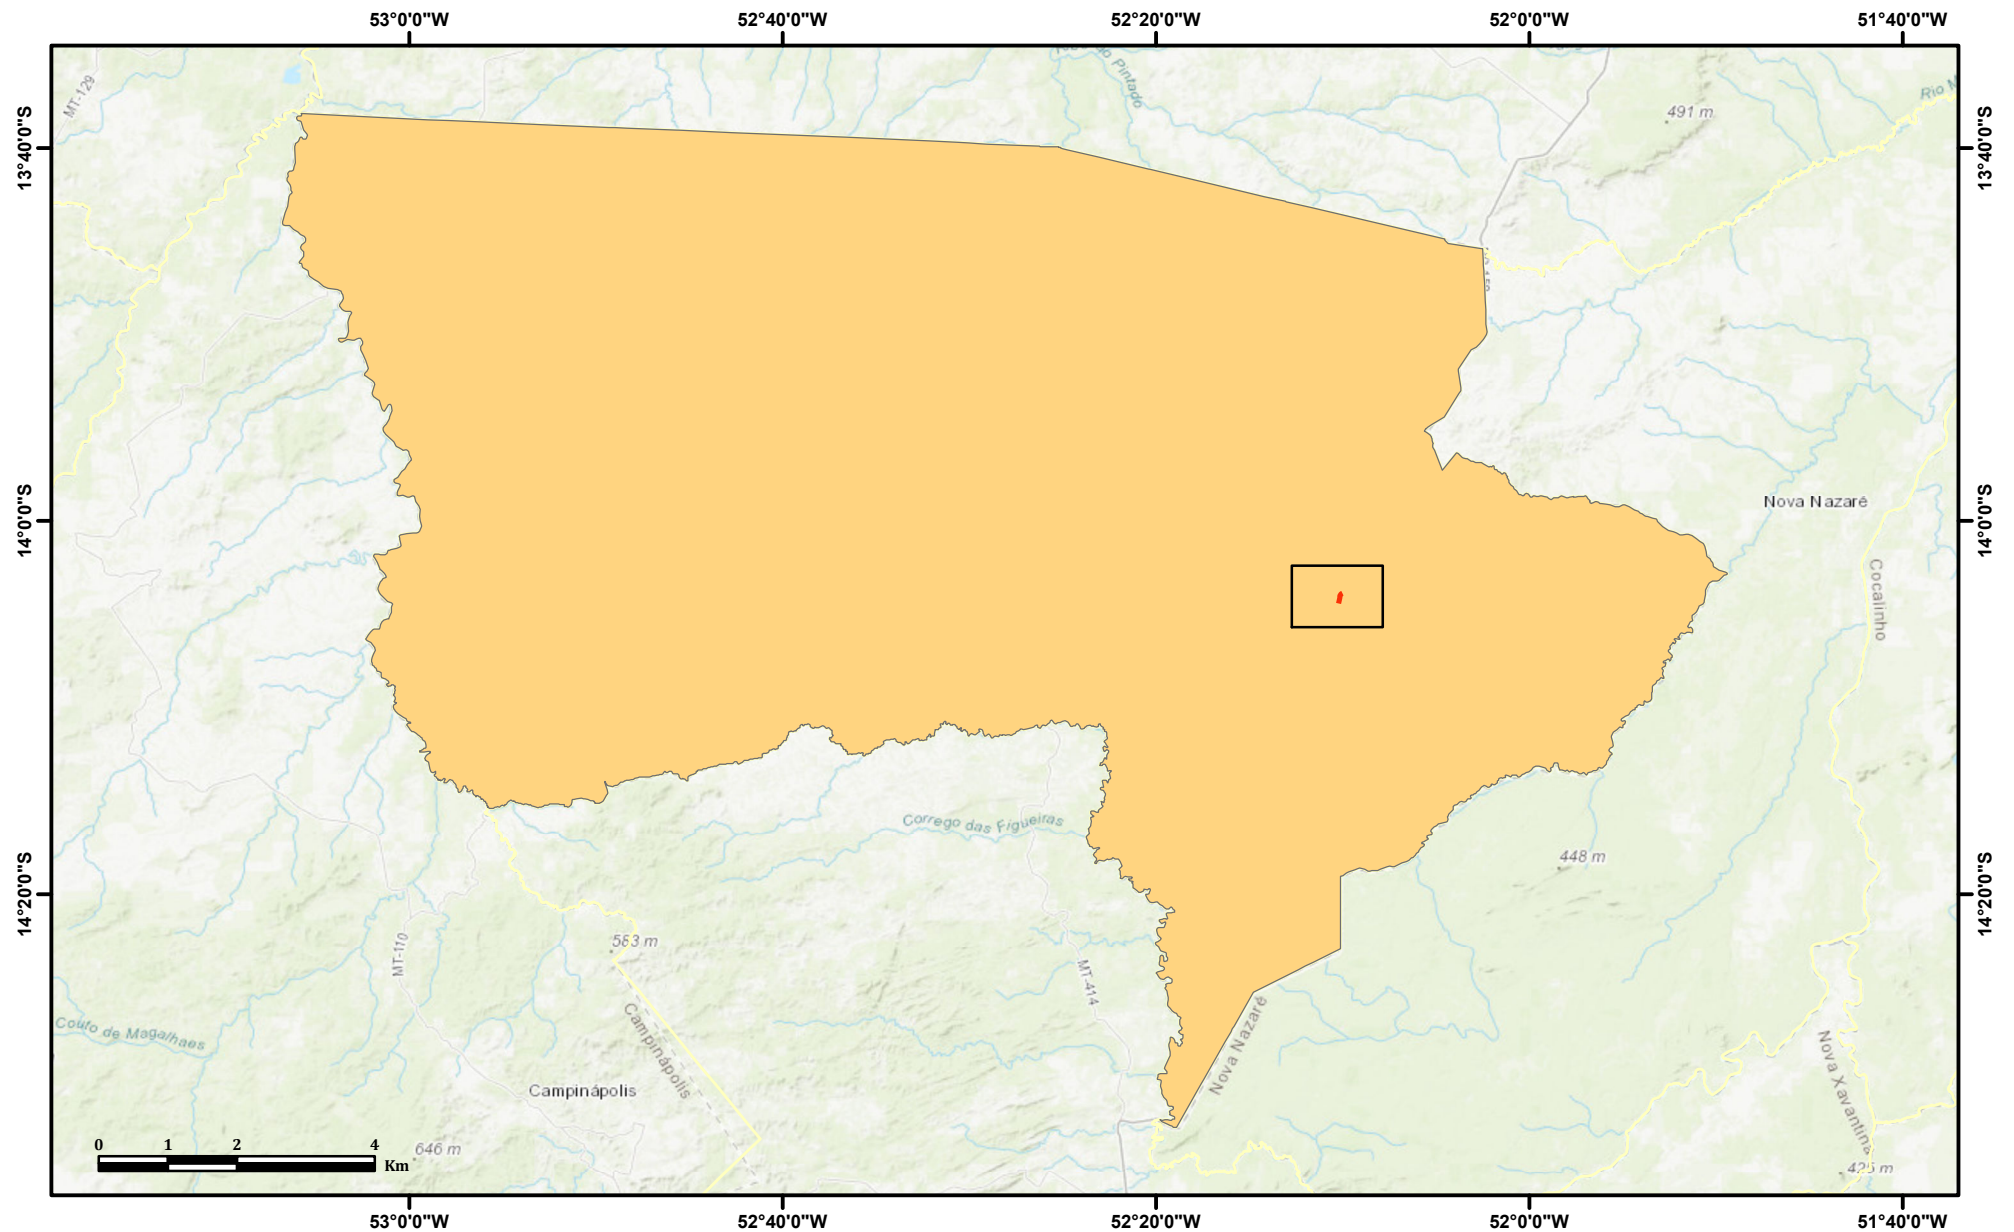 53°0'0"W 52°40'0"W 52°20'0"W 52°0'0"W 51°40'0"W
MT-129
Pintado
Rio
491 m
13°40'0"S
13°40'0"S
Nova Nazaré
14°0'0"S
14°0'0"S
Cocalinho
Corrego das Figueiras
448 m
14°20'0"S
14°20'0"S
583 m
MT-110
MT-414
Nova Nazaré
Couto de Magalhaes
Campinápolis
Campinápolis
Nova Xavantina
0 1 2 4
Km
646 m
425 m
53°0'0"W 52°40'0"W 52°20'0"W 52°0'0"W 51°40'0"W